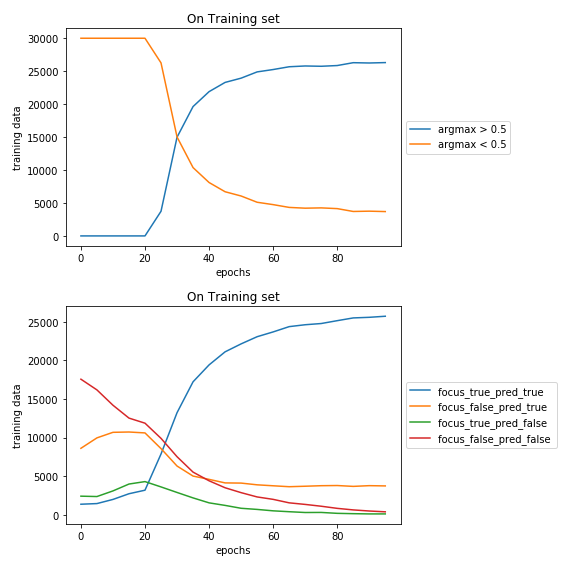 On Training set
30000
25000
20000
15000
10000
5000
0
training data
0 20 40 60 80
epochs
argmax > 0.5
argmax < 0.5
On Training set
25000
20000
15000
10000
5000
0
training data
0 20 40 60 80
epochs
focus_true_pred_true
focus_false_pred_true
focus_true_pred_false
focus_false_pred_false